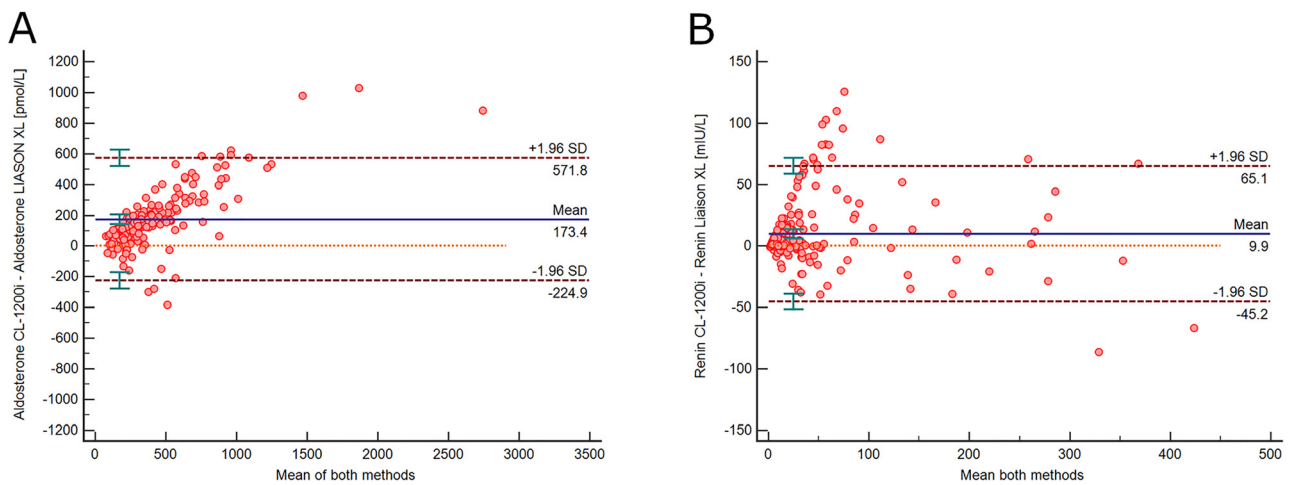 A
Aldosterone CL-1200i - Aldosterone LIASON XL [pmol/L]
1200
1000
800
600
400
200
0
-200
-400
-600
-800
-1000
-1200
+1.96 SD
571.8
Mean
173.4
-1.96 SD
-224.9
0 500 1000 1500 2000 2500 3000 3500
Mean of both methods
B
Renin CL-1200i - Renin Liaison XL [mIU/L]
150
100
50
0
-50
-100
-150
+1.96 SD
65.1
Mean
9.9
-1.96 SD
-45.2
0 100 200 300 400 500
Mean both methods